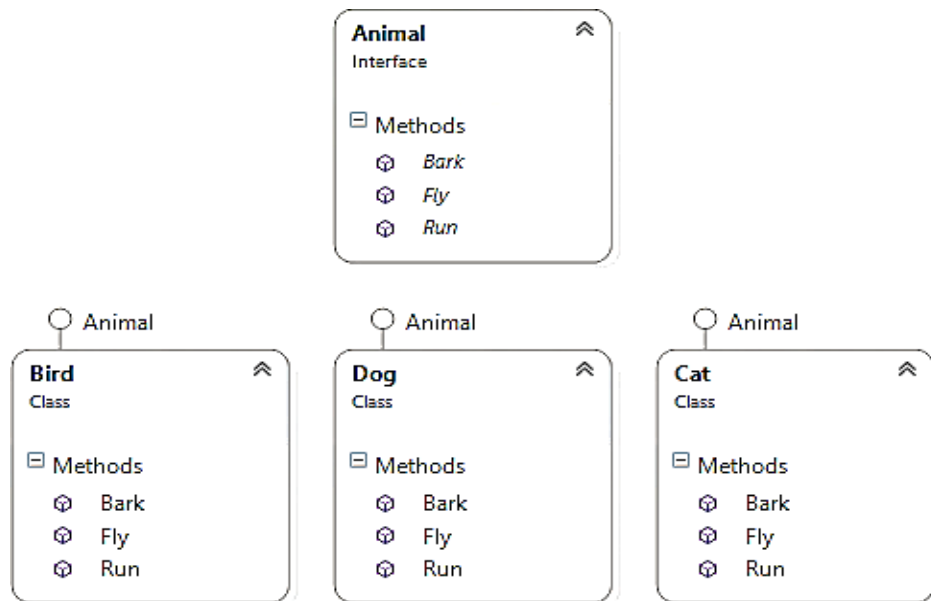 Animal
Interface
Methods
Bark
Fly
Run
Animal
Animal
Animal
Bird
Class
Methods
Bark
Fly
Run
Dog
Class
Methods
Bark
Fly
Run
Cat
Class
Methods
Bark
Fly
Run